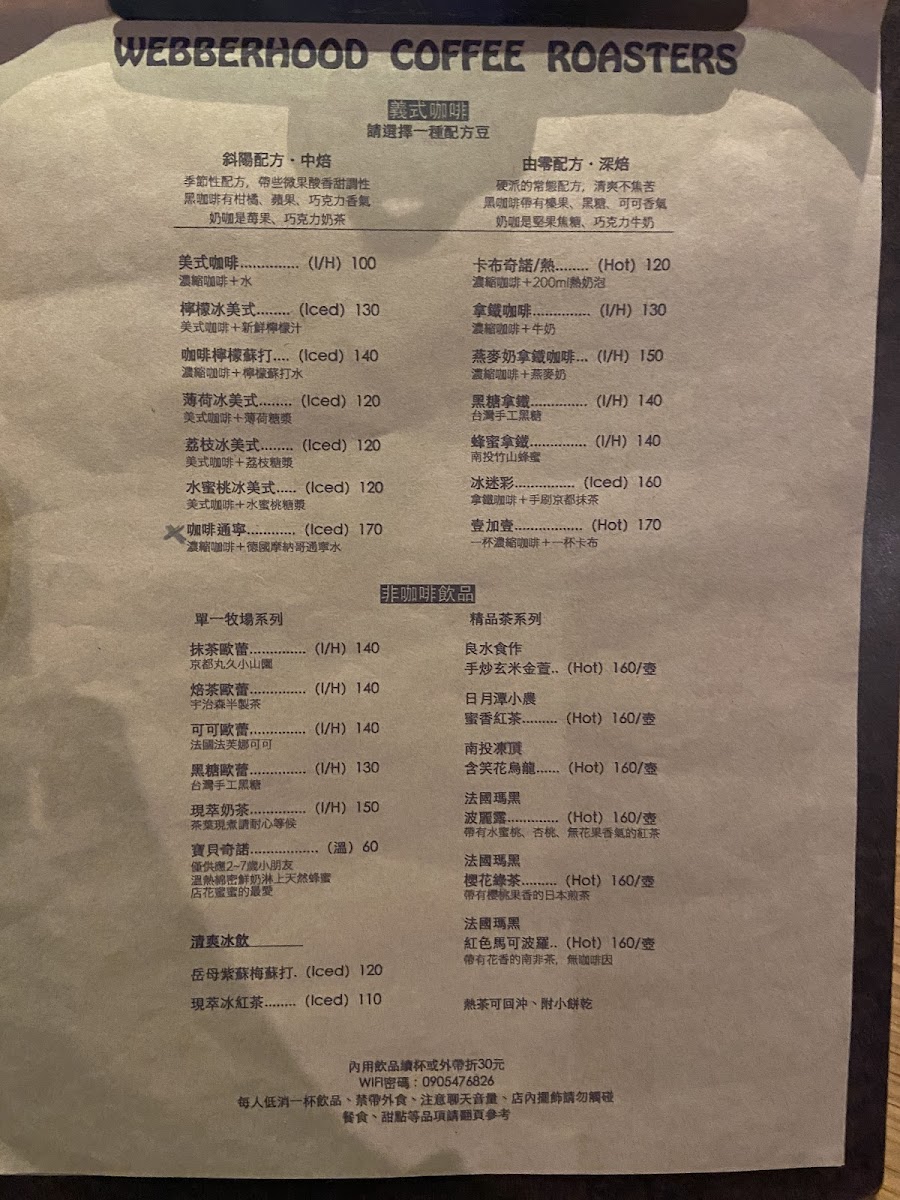 WEBBERHOOD COFFEE ROASTERS
義式咖啡
請選擇一種配方豆
斜陽配方・中焙
季節性配方，帶些微果酸香甜調性
黑咖啡有柑橘、蘋果、巧克力香氣
奶咖是莓果、巧克力奶茶
由零配方・深焙
硬派的常態配方，清爽不焦苦
黑咖啡帶有榛果、黑糖、可可香氣
奶咖是堅果焦糖、巧克力牛奶
美式咖啡..............（I/H）100
濃縮咖啡＋水
檸檬冰美式........（Iced）130
美式咖啡＋新鮮檸檬汁
咖啡檸檬蘇打....（Iced）140
濃縮咖啡＋檸檬蘇打水
薄荷冰美式........（Iced）120
美式咖啡＋薄荷糖漿
荔枝冰美式........（Iced）120
美式咖啡＋荔枝糖漿
水蜜桃冰美式.....（Iced）120
美式咖啡＋水蜜桃糖漿
咖啡通寧............（Iced）170
濃縮咖啡＋德國摩納哥通寧水
卡布奇諾/熱........（Hot）120
濃縮咖啡＋200ml熱奶泡
拿鐵咖啡..............（I/H）130
濃縮咖啡＋牛奶
燕麥奶拿鐵咖啡...（I/H）150
濃縮咖啡＋燕麥奶
黑糖拿鐵..............（I/H）140
台灣手工黑糖
蜂蜜拿鐵..............（I/H）140
南投竹山蜂蜜
冰迷彩...............（Iced）160
拿鐵咖啡＋手刷京都抹茶
壹加壹.................（Hot）170
一杯濃縮咖啡＋一杯卡布
非咖啡飲品
單一牧場系列
抹茶歐蕾..............（I/H）140
京都丸久小山園
焙茶歐蕾..............（I/H）140
宇治森半製茶
可可歐蕾..............（I/H）140
法國法芙娜可可
黑糖歐蕾..............（I/H）130
台灣手工黑糖
現萃奶茶..............（I/H）150
茶葉現煮請耐心等候
寶貝奇諾.................（溫）60
僅供應2~7歲小朋友
溫熱綿密鮮奶淋上天然蜂蜜
店花蜜蜜的最愛
清爽冰飲
岳母紫蘇梅蘇打.（Iced）120
現萃冰紅茶........（Iced）110
精品茶系列
良水食作
手炒玄米金萱..（Hot）160/壺
日月潭小農
蜜香紅茶.........（Hot）160/壺
南投凍頂
含笑花烏龍......（Hot）160/壺
法國瑪黑
波麗露.............（Hot）160/壺
帶有水蜜桃、杏桃、無花果香氣的紅茶
法國瑪黑
櫻花綠茶.........（Hot）160/壺
帶有櫻桃果香的日本煎茶
法國瑪黑
紅色馬可波羅..（Hot）160/壺
帶有花香的南非茶，無咖啡因
熱茶可回沖、附小餅乾
內用飲品續杯或外帶折30元
WIFI密碼：0905476826
每人低消一杯飲品、禁帶外食、注意聊天音量、店內擺飾請勿觸碰
餐食、甜點等品項請翻頁參考